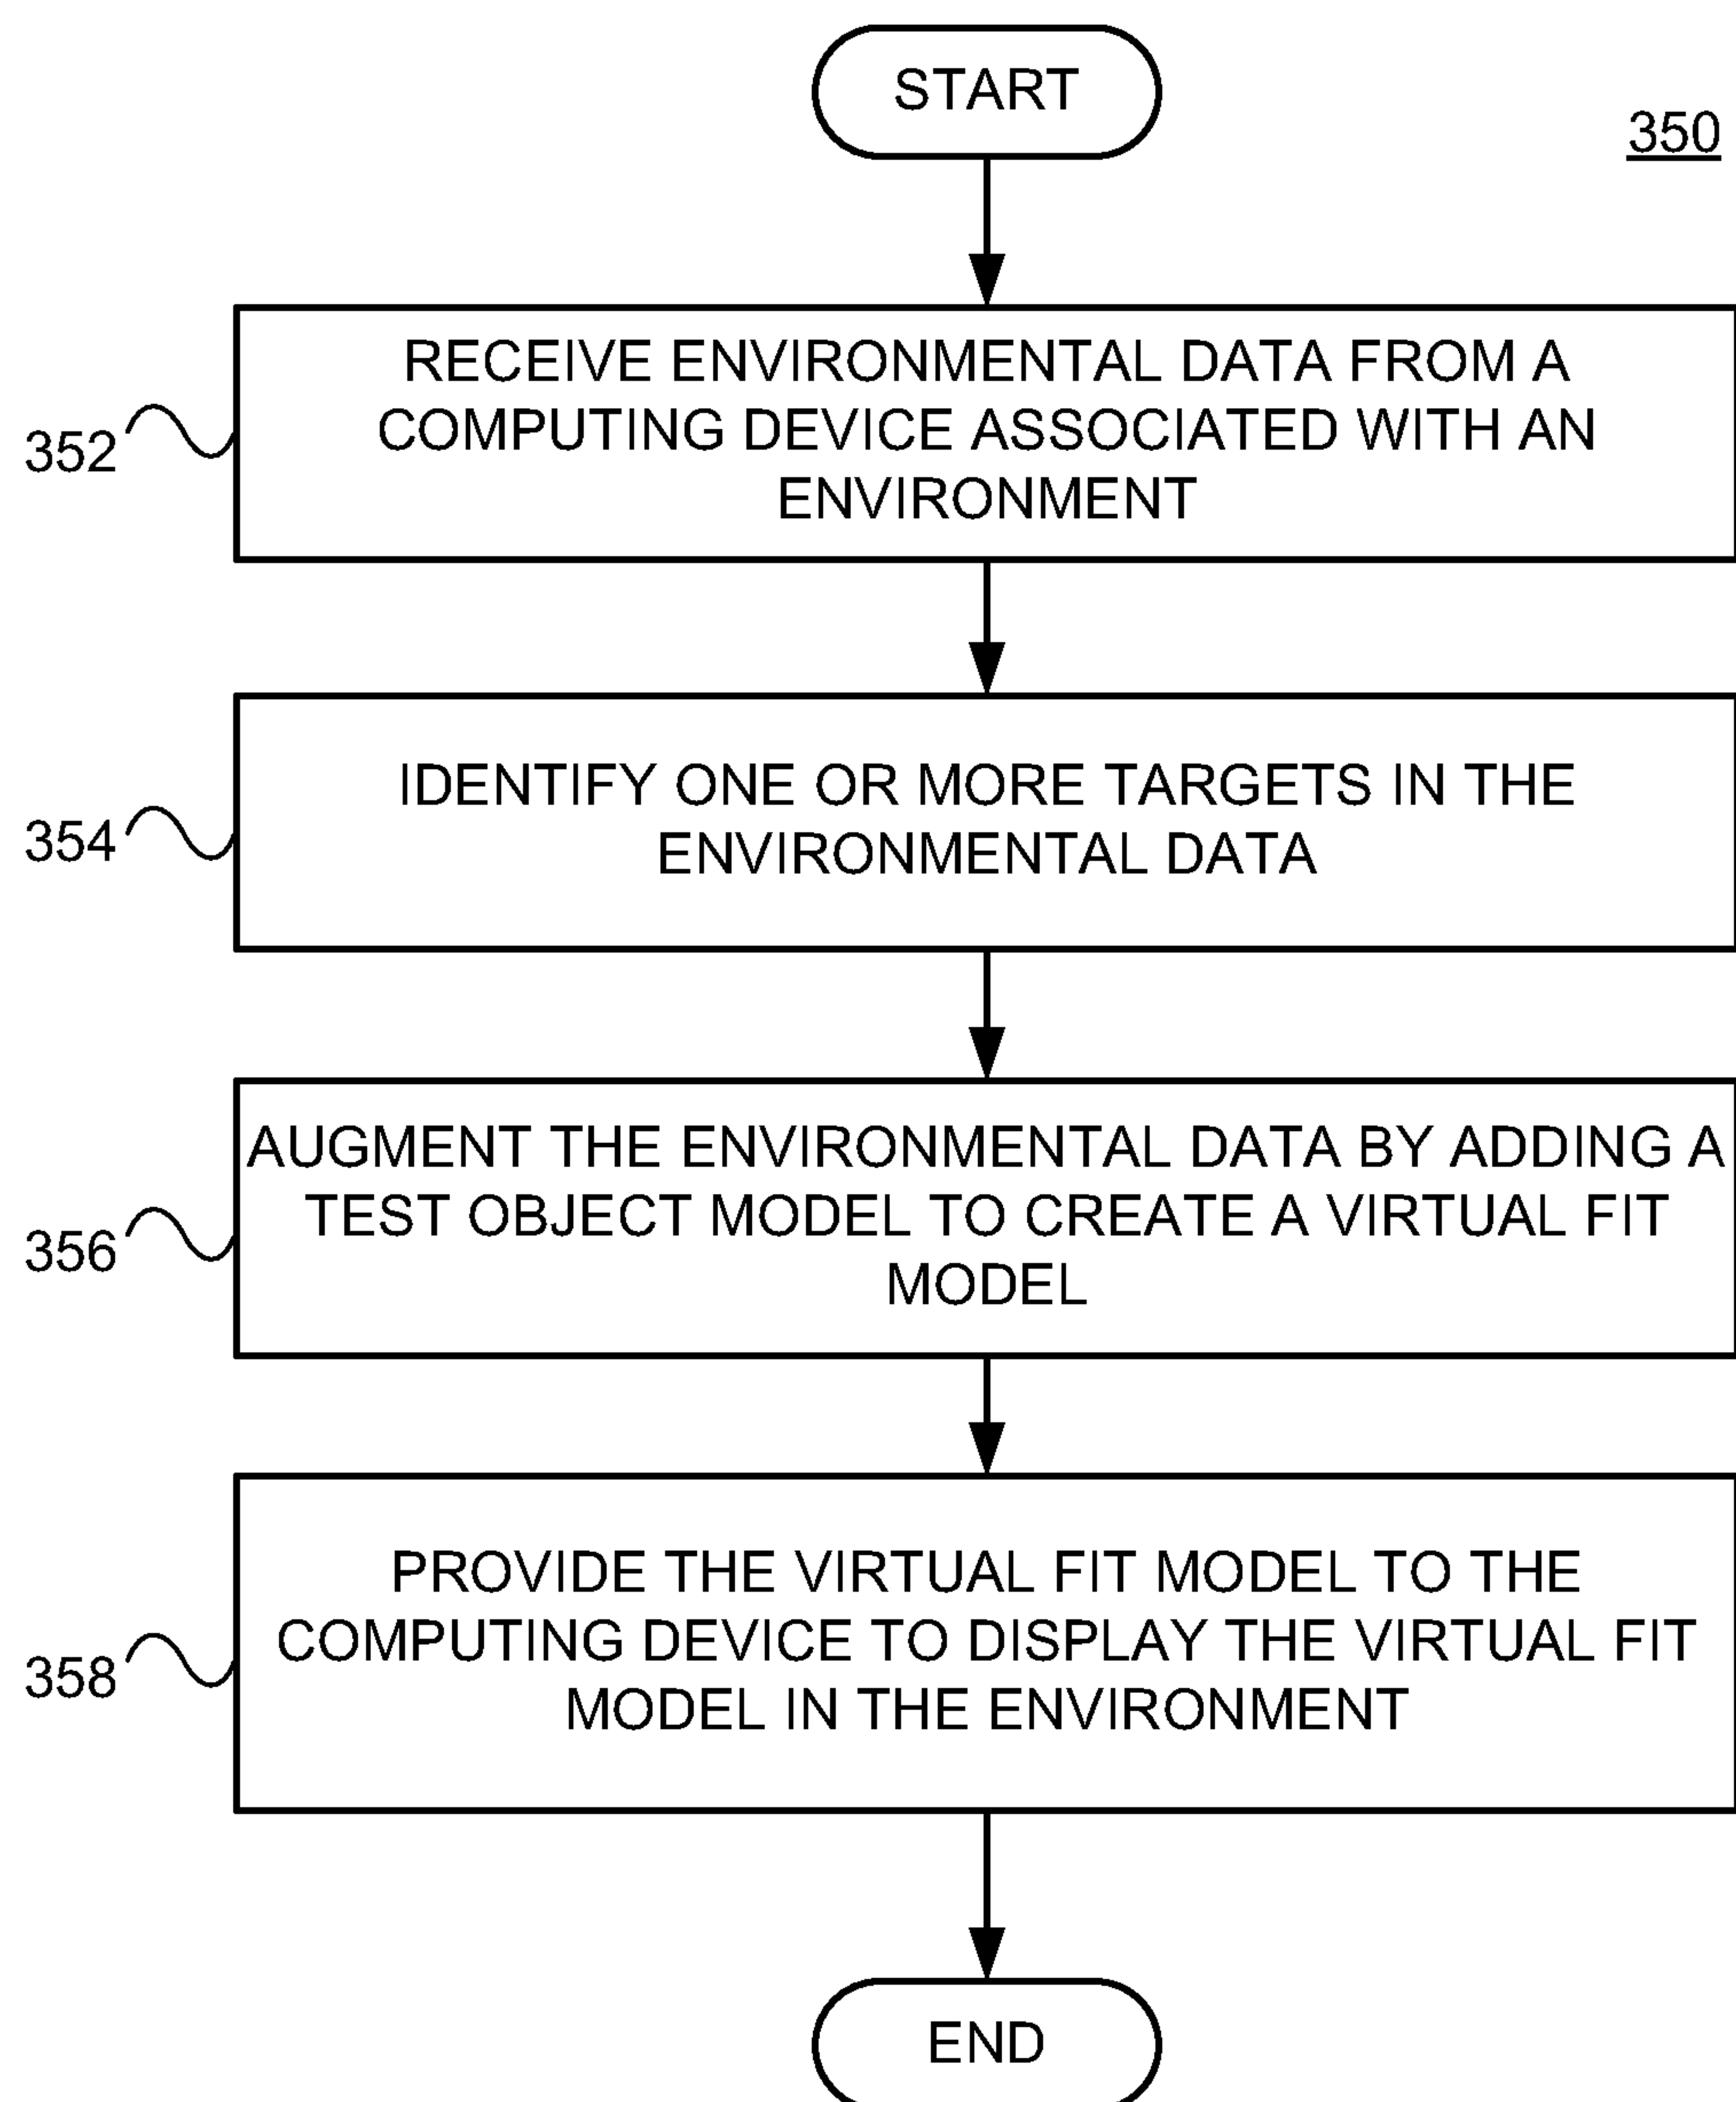 START
350
RECEIVE ENVIRONMENTAL DATA FROM A
COMPUTING DEVICE ASSOCIATED WITH AN
ENVIRONMENT
352
IDENTIFY ONE OR MORE TARGETS IN THE
ENVIRONMENTAL DATA
354
AUGMENT THE ENVIRONMENTAL DATA BY ADDING A
TEST OBJECT MODEL TO CREATE A VIRTUAL FIT
MODEL
356
PROVIDE THE VIRTUAL FIT MODEL TO THE
COMPUTING DEVICE TO DISPLAY THE VIRTUAL FIT
MODEL IN THE ENVIRONMENT
358
END